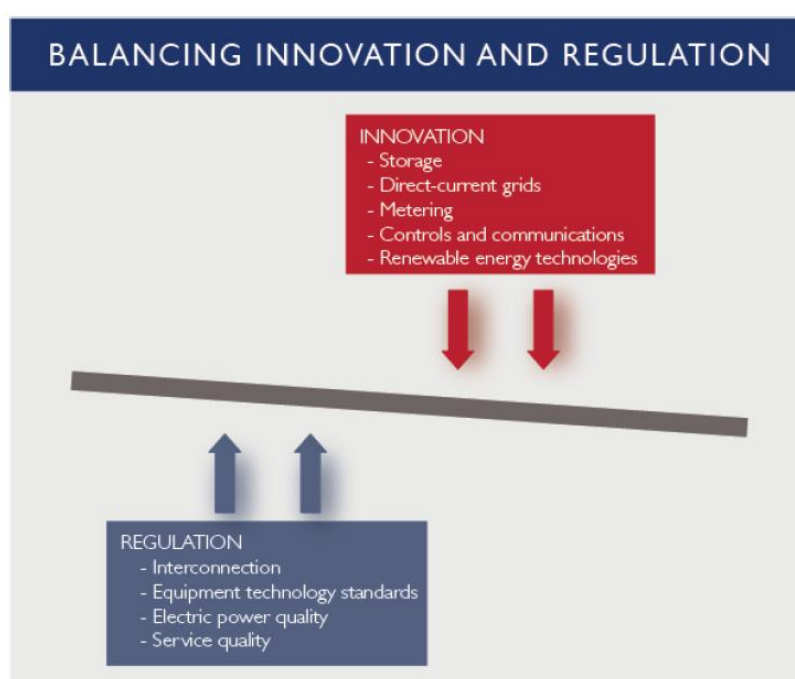 BALANCING INNOVATION AND REGULATION
INNOVATION
- Storage
- Direct-current grids
- Metering
- Controls and communications
- Renewable energy technologies
REGULATION
- Interconnection
- Equipment technology standards
- Electric power quality
- Service quality